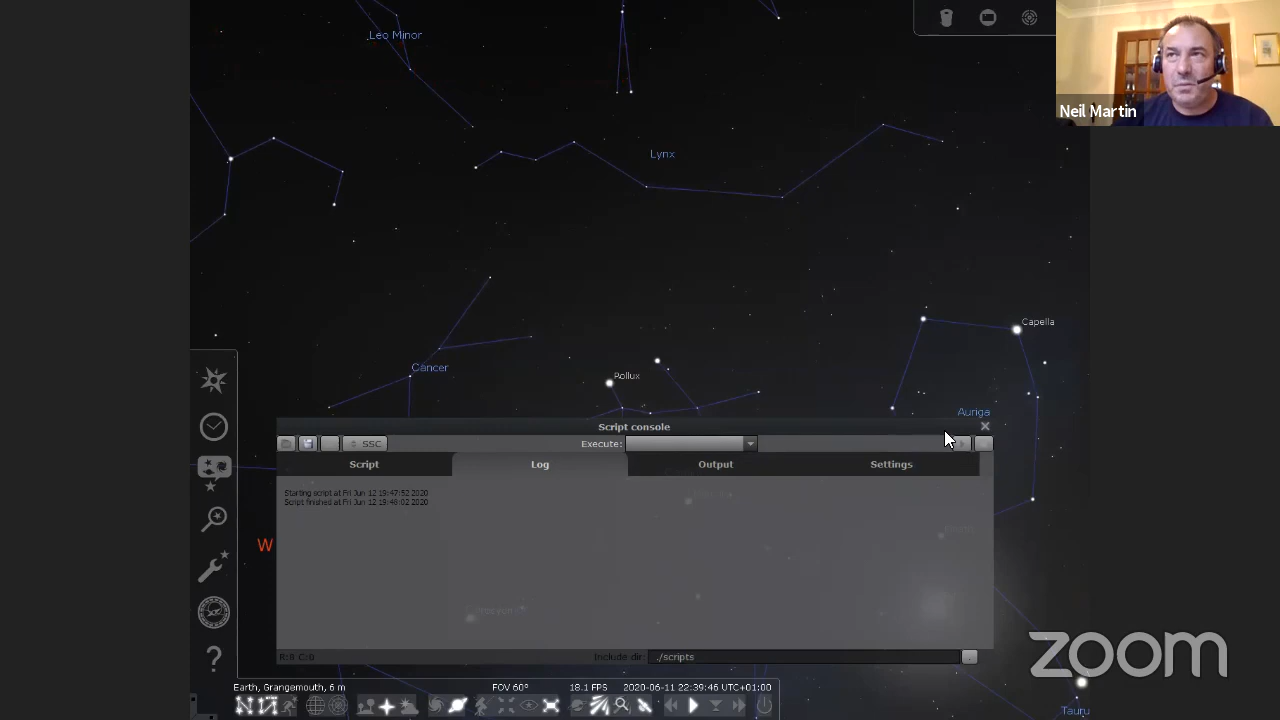 Leo Minor
Neil Martin
Lynx
Capella
Cancer
Pollux
Auriga
Script console
SSC
Execute:
Script Log Output Settings
Starting script at Fri Jun 12 19:47:52 2020
Script finished at Fri Jun 12 19:48:02 2020
W
Procyon
Include dir: ./scripts
zoom
Earth, Grangemouth, 6 m FOV 60° 18.1 FPS 2020-06-11 22:39:46 UTC+01:00
Tauru